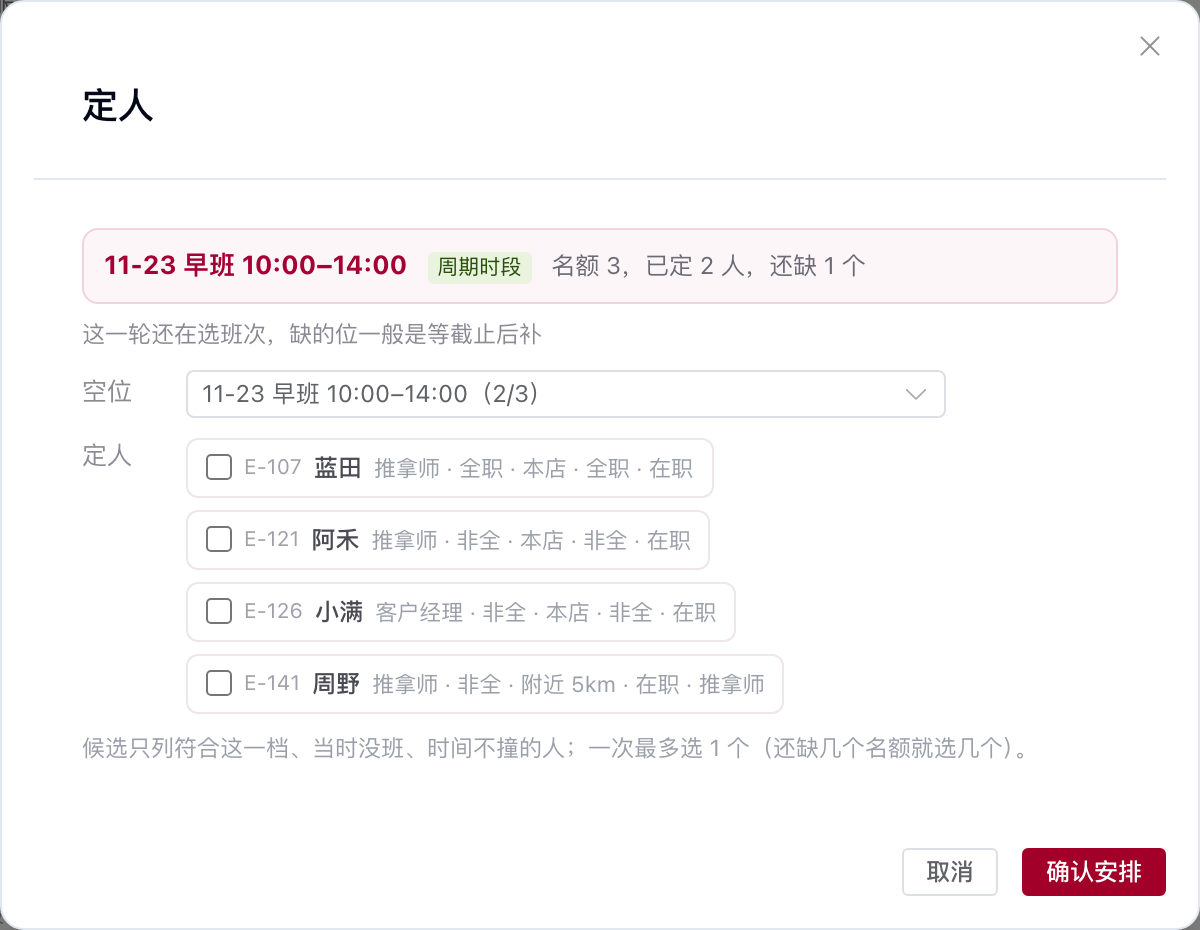 定人
11-23 早班 10:00–14:00 周期时段 名额 3，已定 2 人，还缺 1 个
这一轮还在选班次，缺的位一般是等截止后补
空位 11-23 早班 10:00–14:00（2/3）
定人
E-107 蓝田 推拿师 · 全职 · 本店 · 全职 · 在职
E-121 阿禾 推拿师 · 非全 · 本店 · 非全 · 在职
E-126 小满 客户经理 · 非全 · 本店 · 非全 · 在职
E-141 周野 推拿师 · 非全 · 附近 5km · 在职 · 推拿师
候选只列符合这一档、当时没班、时间不撞的人；一次最多选 1 个（还缺几个名额就选几个）。
取消 确认安排